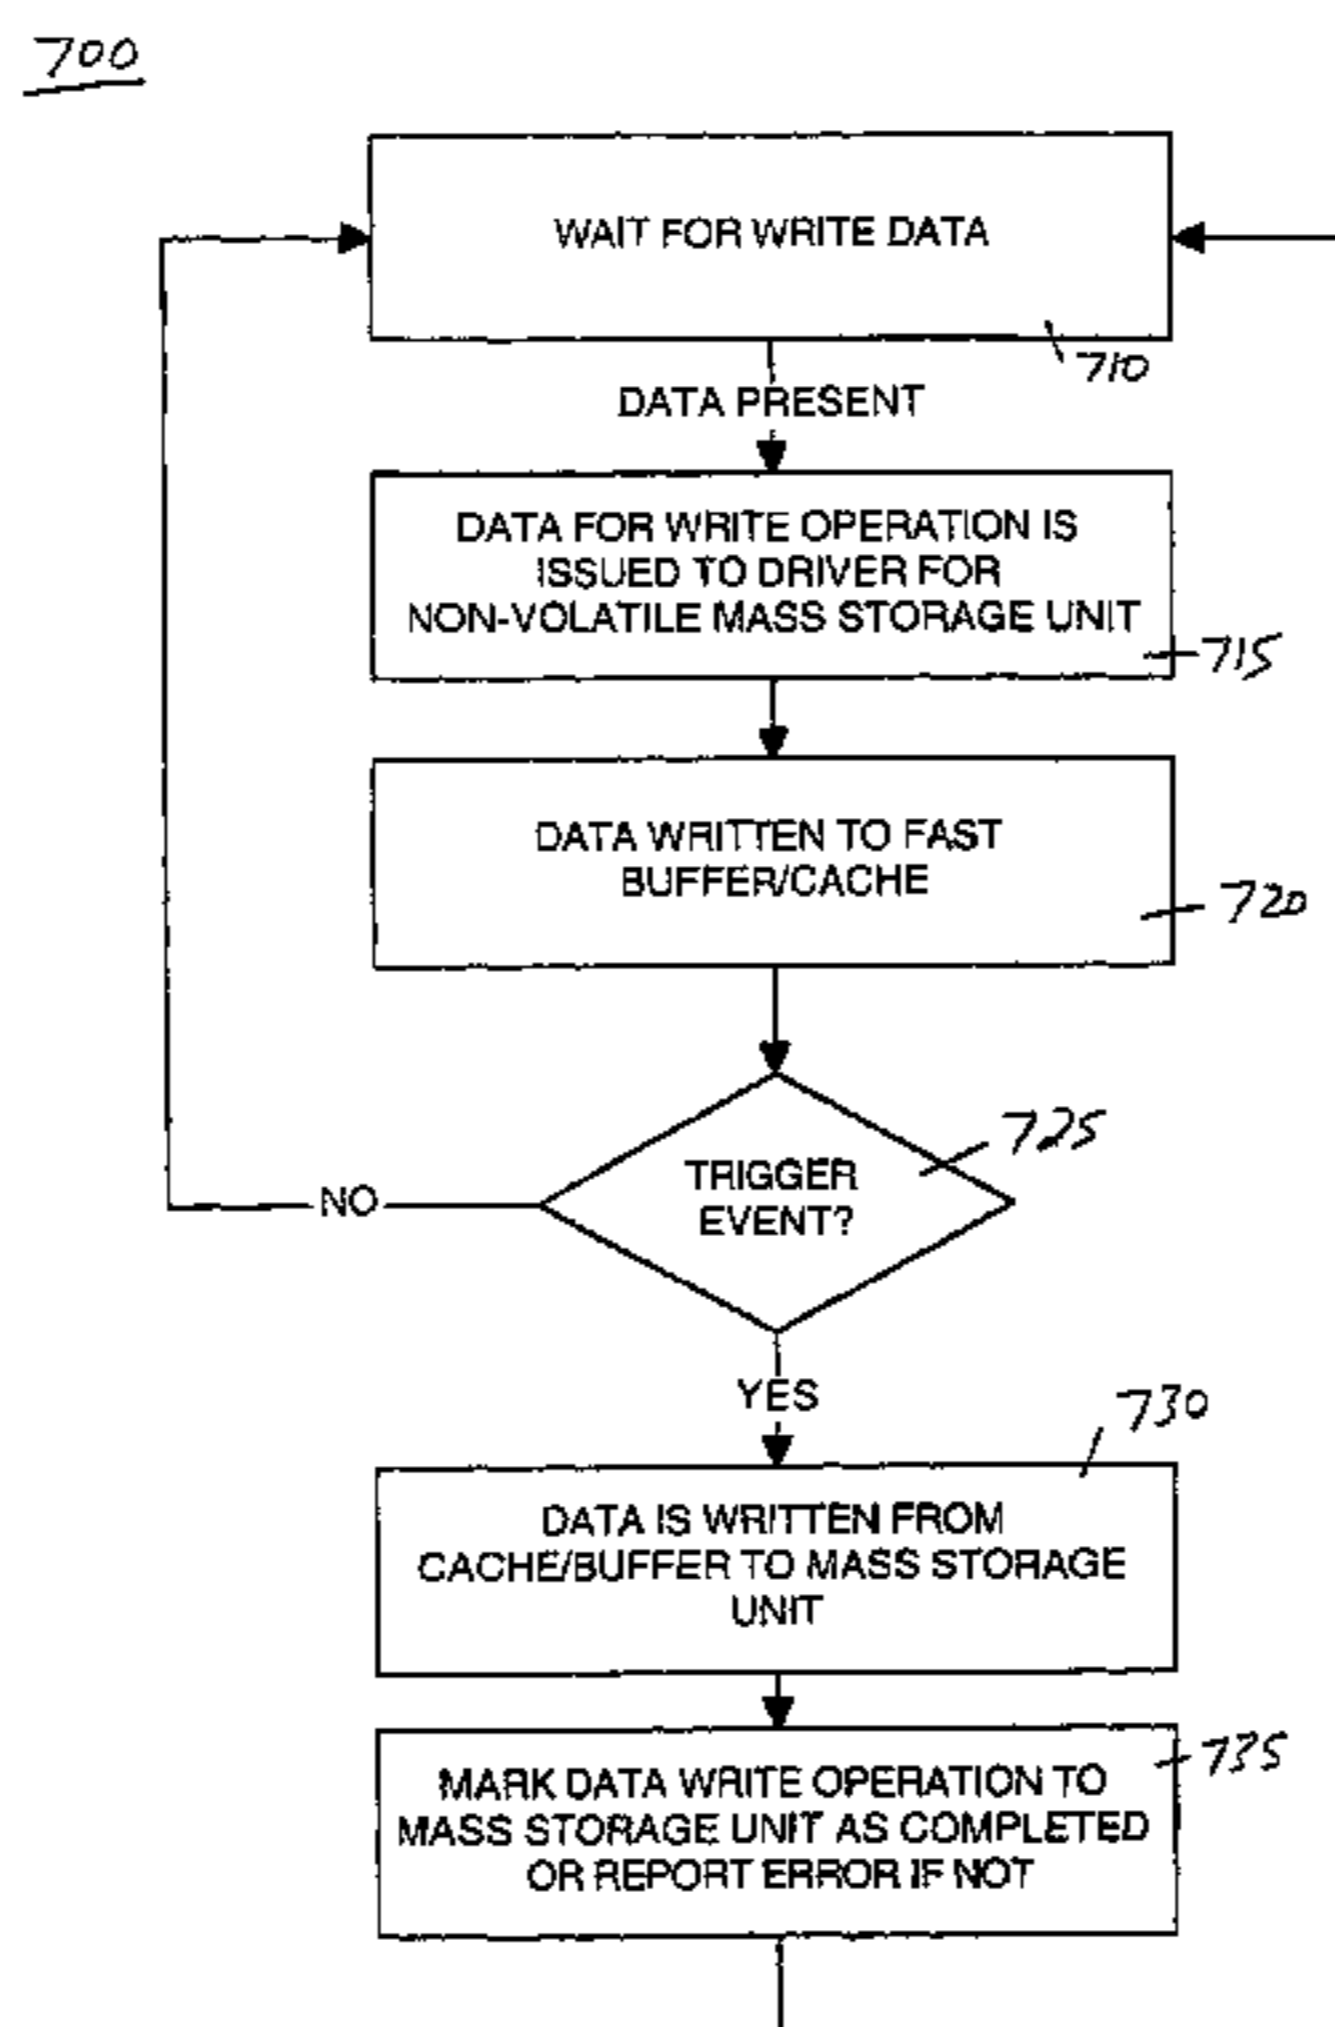 700
WAIT FOR WRITE DATA
710
DATA PRESENT
DATA FOR WRITE OPERATION IS
ISSUED TO DRIVER FOR
NON-VOLATILE MASS STORAGE UNIT
715
DATA WRITTEN TO FAST
BUFFER/CACHE
720
725
TRIGGER
EVENT?
NO
YES
730
DATA IS WRITTEN FROM
CACHE/BUFFER TO MASS STORAGE
UNIT
735
MARK DATA WRITE OPERATION TO
MASS STORAGE UNIT AS COMPLETED
OR REPORT ERROR IF NOT